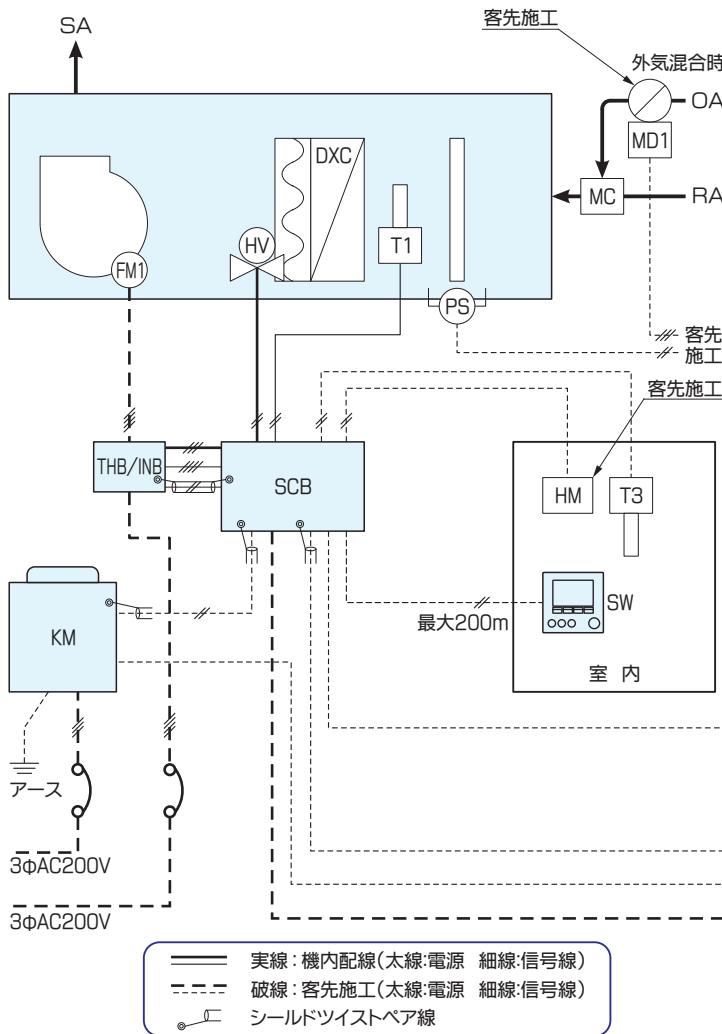 SA
客先施工
外気混合時
OA
MD1
DXC
MC
RA
HV
T1
FM1
PS
客先
施工
客先施工
THB/INB
SCB
HM
T3
KM
SW
最大200m
室 内
アース
3φAC200V
3φAC200V
実線:機内配線(太線:電源 細線:信号線)
破線:客先施工(太線:電源 細線:信号線)
シールドツイストペア線